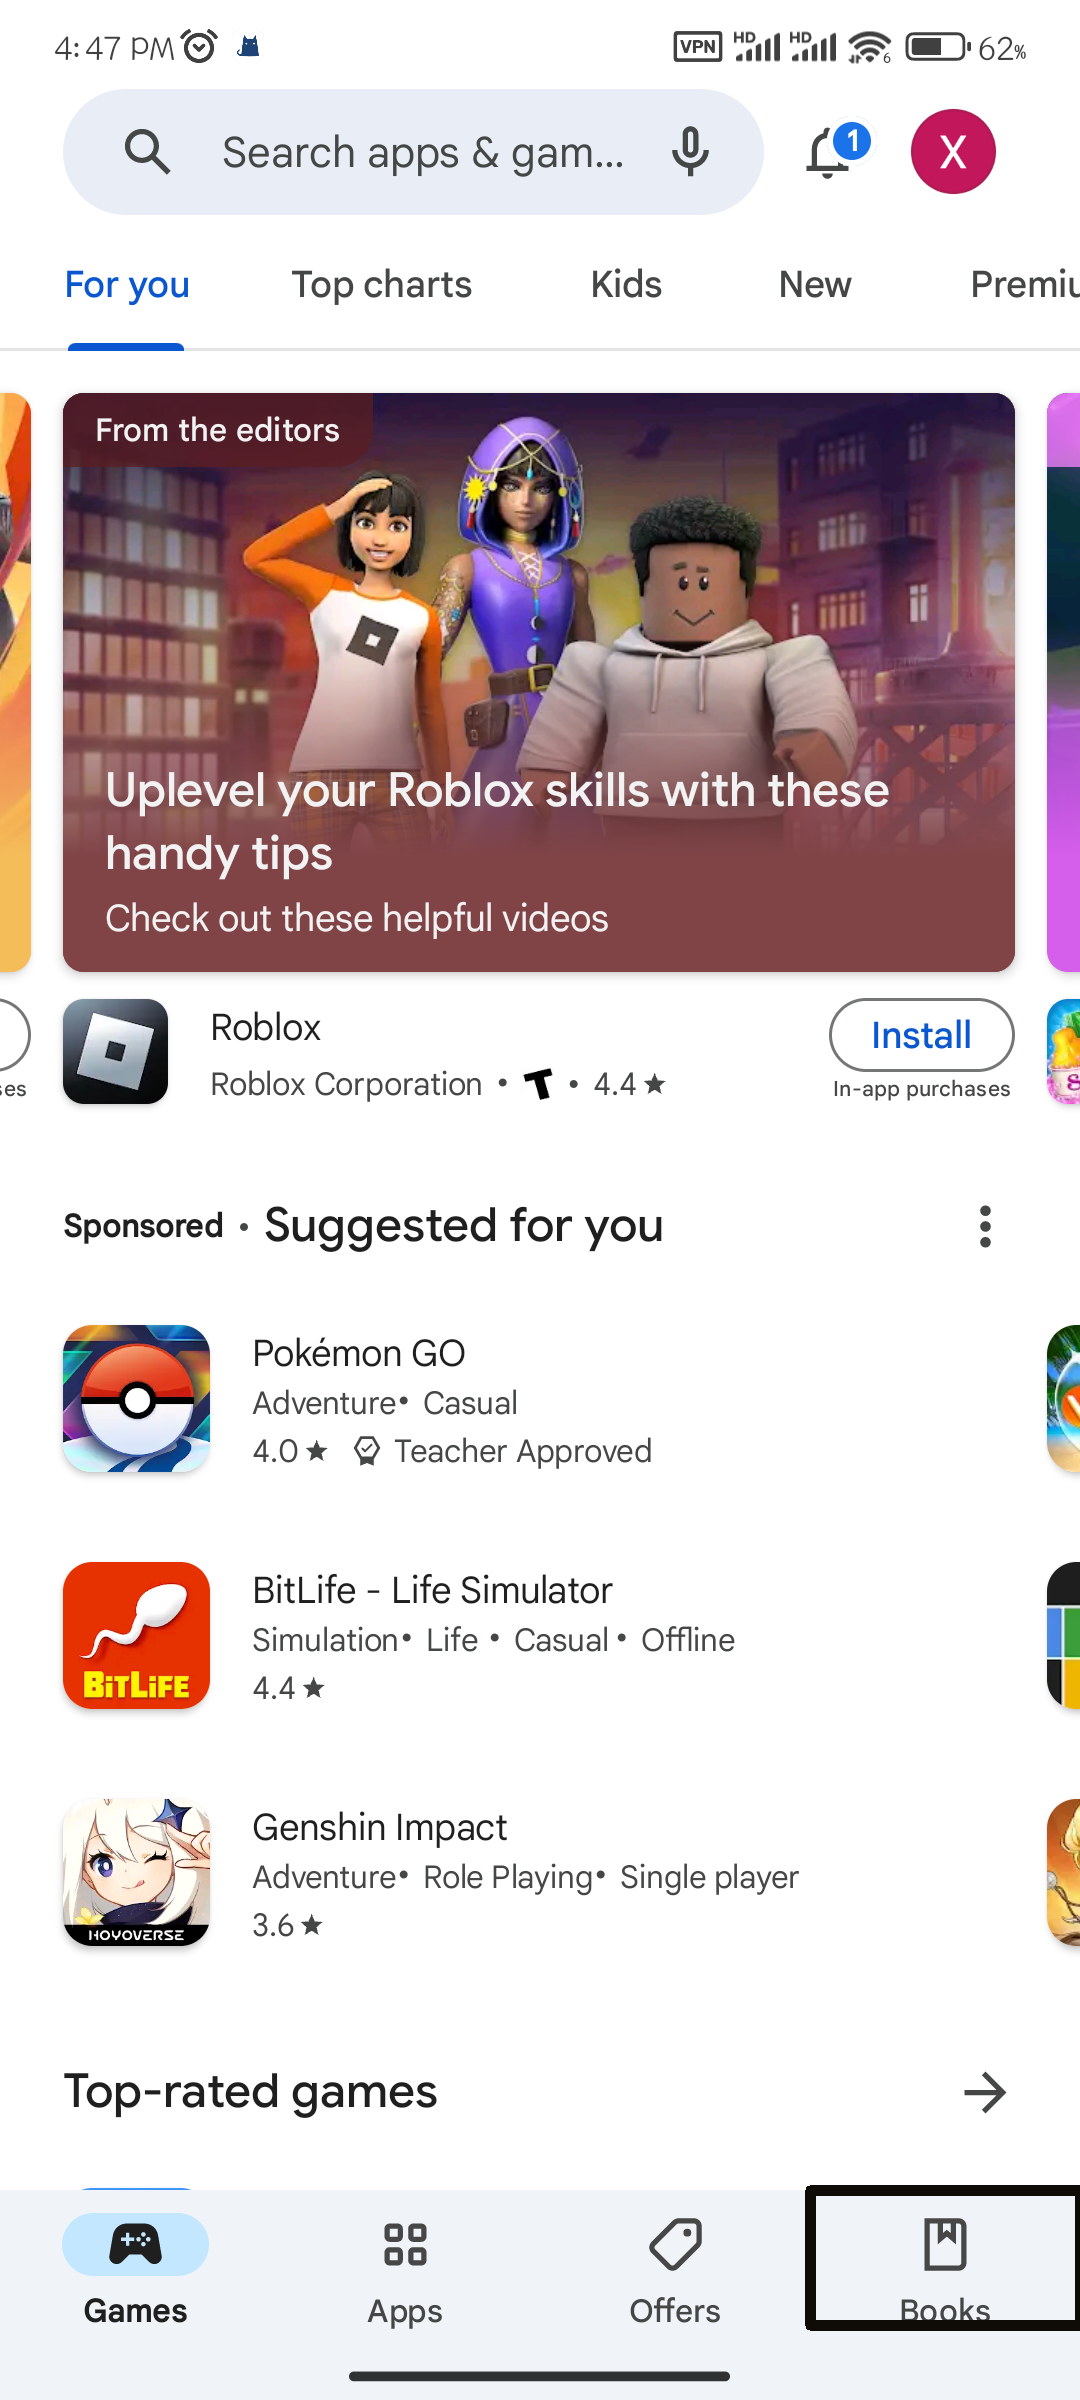 4:47 PM
VPN HD HD 6 62%
Search apps & gam...
1
X
For you Top charts Kids New Premiu
From the editors
Uplevel your Roblox skills with these
handy tips
Check out these helpful videos
Roblox
Install
Roblox Corporation • T • 4.4 ★
In-app purchases
ses
Sponsored • Suggested for you
Pokémon GO
Adventure • Casual
4.0 ★ Teacher Approved
BitLife - Life Simulator
Simulation • Life • Casual • Offline
4.4 ★
BiTLiFE
Genshin Impact
Adventure • Role Playing • Single player
3.6 ★
HOYOVERSE
Top-rated games
Games Apps Offers Books